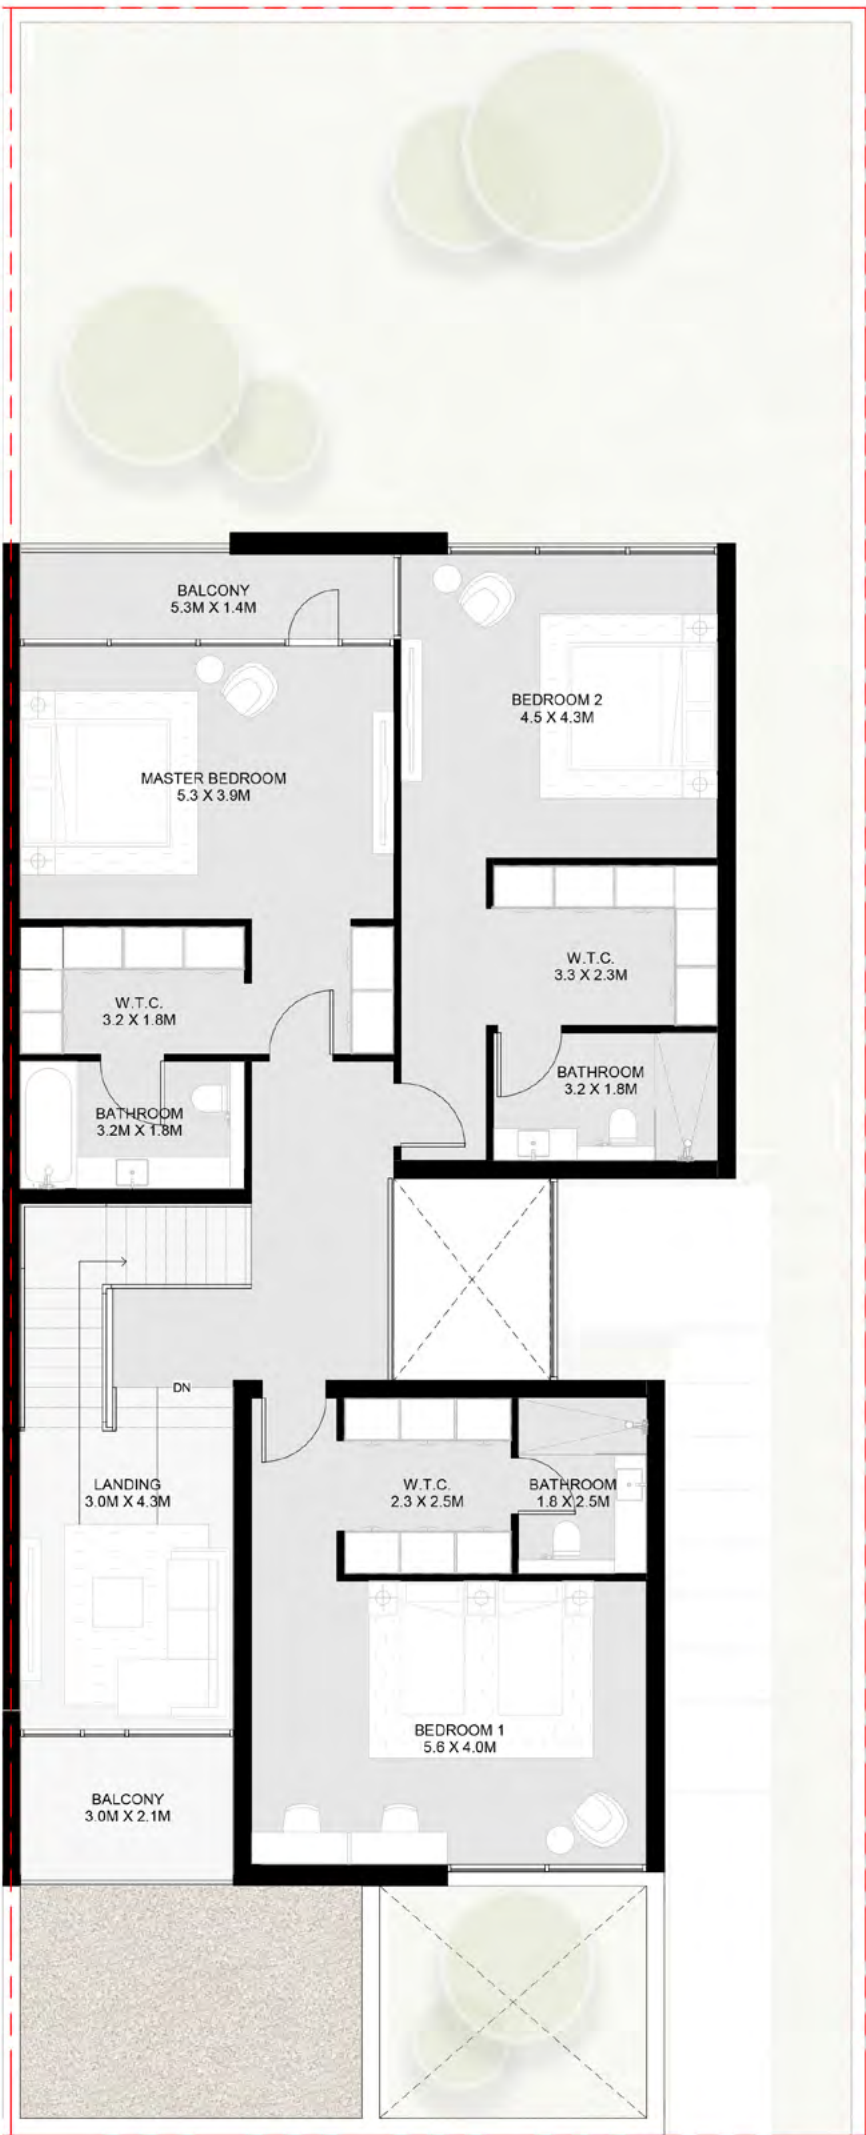 BALCONY
5.3M X 1.4M
BEDROOM 2
4.5 X 4.3M
MASTER BEDROOM
5.3 X 3.9M
W.T.C.
3.3 X 2.3M
W.T.C.
3.2 X 1.8M
BATHROOM
3.2 X 1.8M
BATHROOM
3.2M X 1.8M
DN
LANDING
3.0M X 4.3M
W.T.C.
2.3 X 2.5M
BATHROOM
1.8 X 2.5M
BEDROOM 1
5.6 X 4.0M
BALCONY
3.0M X 2.1M